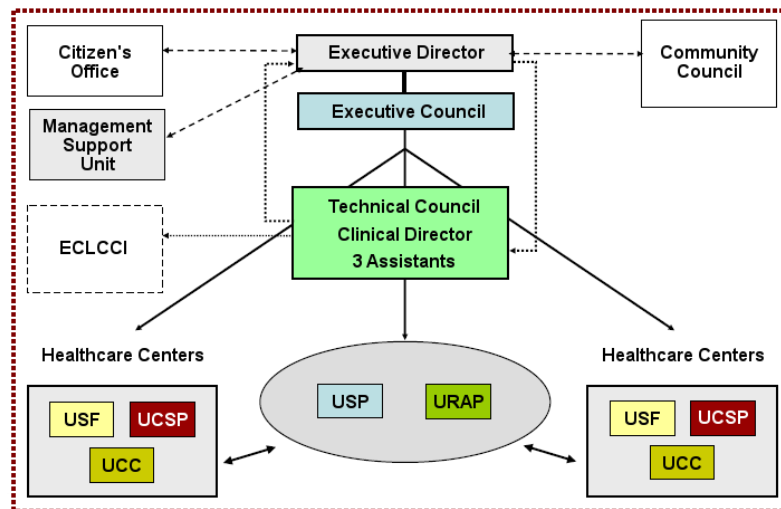 Citizen's
Office
Executive Director
Community
Council
Management
Support
Unit
Executive Council
ECLCCI
Technical Council
Clinical Director
3 Assistants
Healthcare Centers
Healthcare Centers
USF
UCSP
UCC
USP
URAP
USF
UCSP
UCC